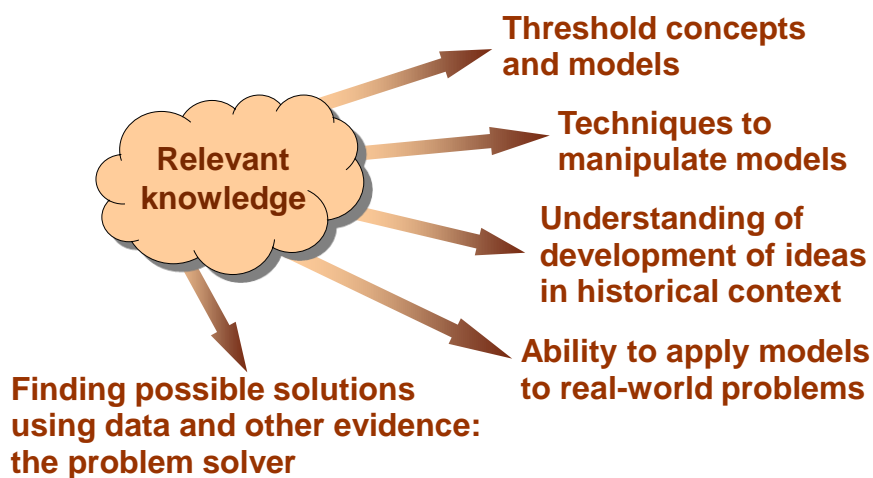 Threshold concepts
and models
Relevant
knowledge
Techniques to
manipulate models
Understanding of
development of ideas
in historical context
Ability to apply models
to real-world problems
Finding possible solutions
using data and other evidence:
the problem solver